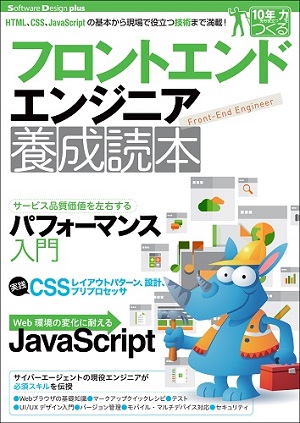 Software Design plus
HTML、CSS、JavaScriptの基本から現場で役立つ技術まで満載!
10年
つくる
フロントエンド
エンジニア
Front-End Engineer
養成読本
サービス品質価値を左右する
パフォーマンス
入門
実践
CSS レイアウトパターン、設計、
プリプロセッサ
Web 環境の変化に耐える
JavaScript
サイバーエージェントの現役エンジニアが
必須スキルを伝授
●Webブラウザの基礎知識 ●マークアップクイックレシピ ●テスト
●UI/UX デザイン入門 ●バージョン管理 ●モバイル・マルチデバイス対応 ●セキュリティ